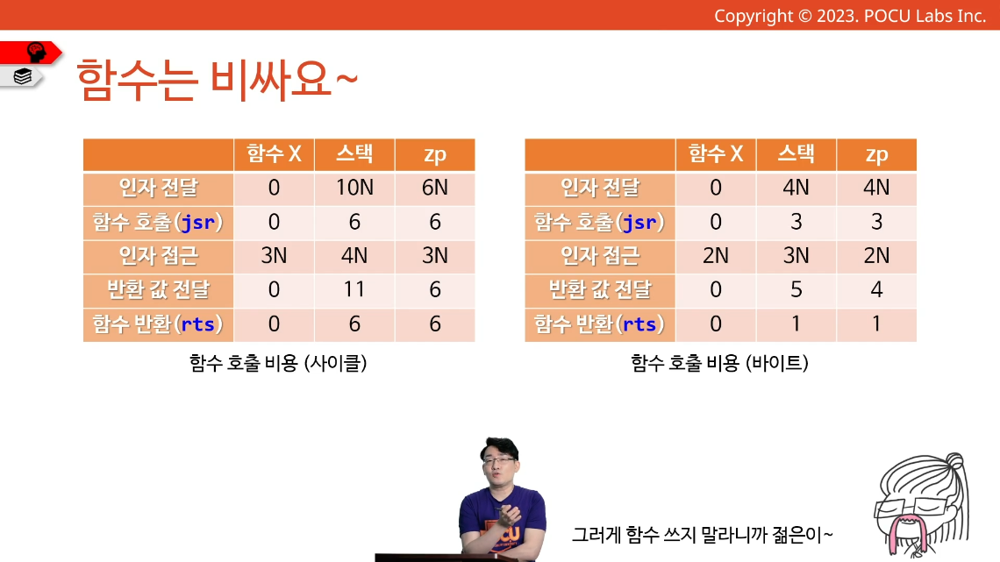 Copyright © 2023. POCU Labs Inc.
함수는 비싸요~
함수 X 스택 zp
인자 전달 0 10N 6N
함수 호출(jsr) 0 6 6
인자 접근 3N 4N 3N
반환 값 전달 0 11 6
함수 반환(rts) 0 6 6
함수 호출 비용 (사이클)
함수 X 스택 zp
인자 전달 0 4N 4N
함수 호출(jsr) 0 3 3
인자 접근 2N 3N 2N
반환 값 전달 0 5 4
함수 반환(rts) 0 1 1
함수 호출 비용 (바이트)
그러게 함수 쓰지 말라니까 젊은이~